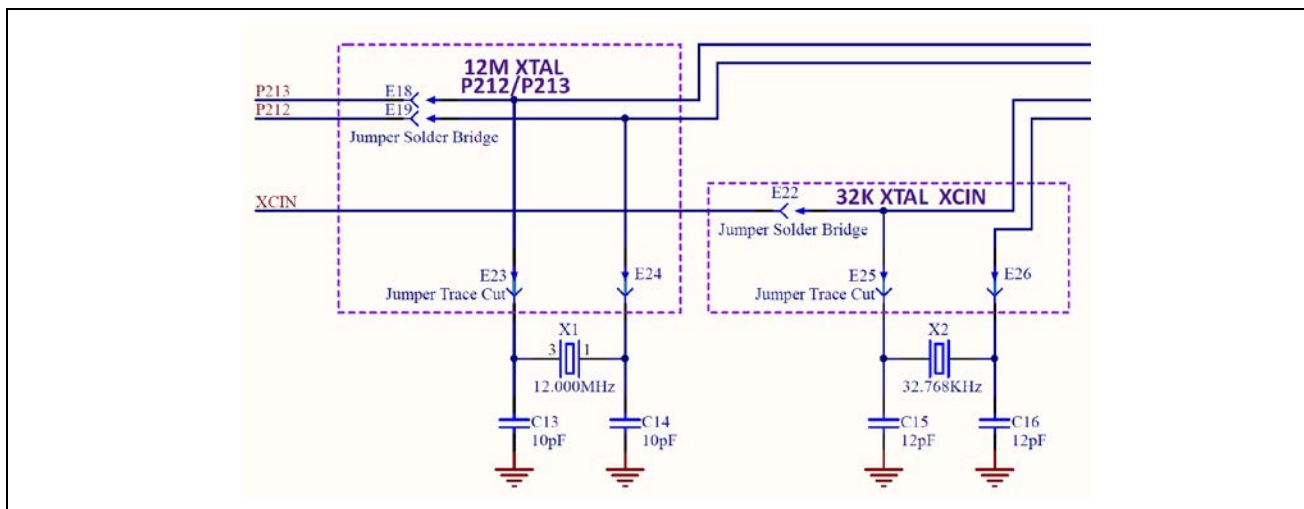 12M XTAL
P212/P213
P213
E18
P212
E19
Jumper Solder Bridge
XCIN
E22
32K XTAL XCIN
Jumper Solder Bridge
E23
E24
Jumper Trace Cut
E25
E26
Jumper Trace Cut
X1
3
1
12.000MHz
X2
32.768KHz
C13
10pF
C14
10pF
C15
12pF
C16
12pF